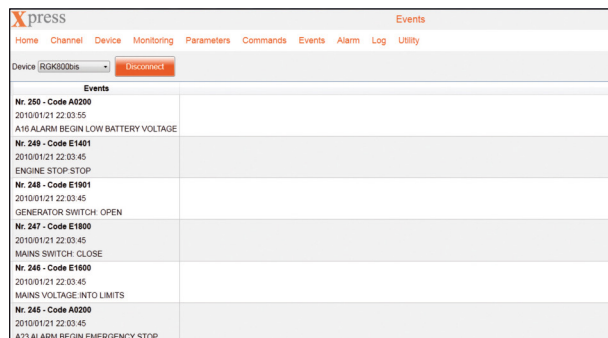 Xpress
Events
Home Channel Device Monitoring Parameters Commands Events Alarm Log Utility
Device RGK800bis Disconnect
Events
Nr. 250 - Code A0200
2010/01/21 22:03:55
A16 ALARM BEGIN LOW BATTERY VOLTAGE
Nr. 249 - Code E1401
2010/01/21 22:03:45
ENGINE STOP:STOP
Nr. 248 - Code E1901
2010/01/21 22:03:45
GENERATOR SWITCH: OPEN
Nr. 247 - Code E1800
2010/01/21 22:03:45
MAINS SWITCH: CLOSE
Nr. 246 - Code E1600
2010/01/21 22:03:45
MAINS VOLTAGE:INTO LIMITS
Nr. 245 - Code A0200
2010/01/21 22:03:45
A23 ALARM BEGIN EMERGENCY STOP